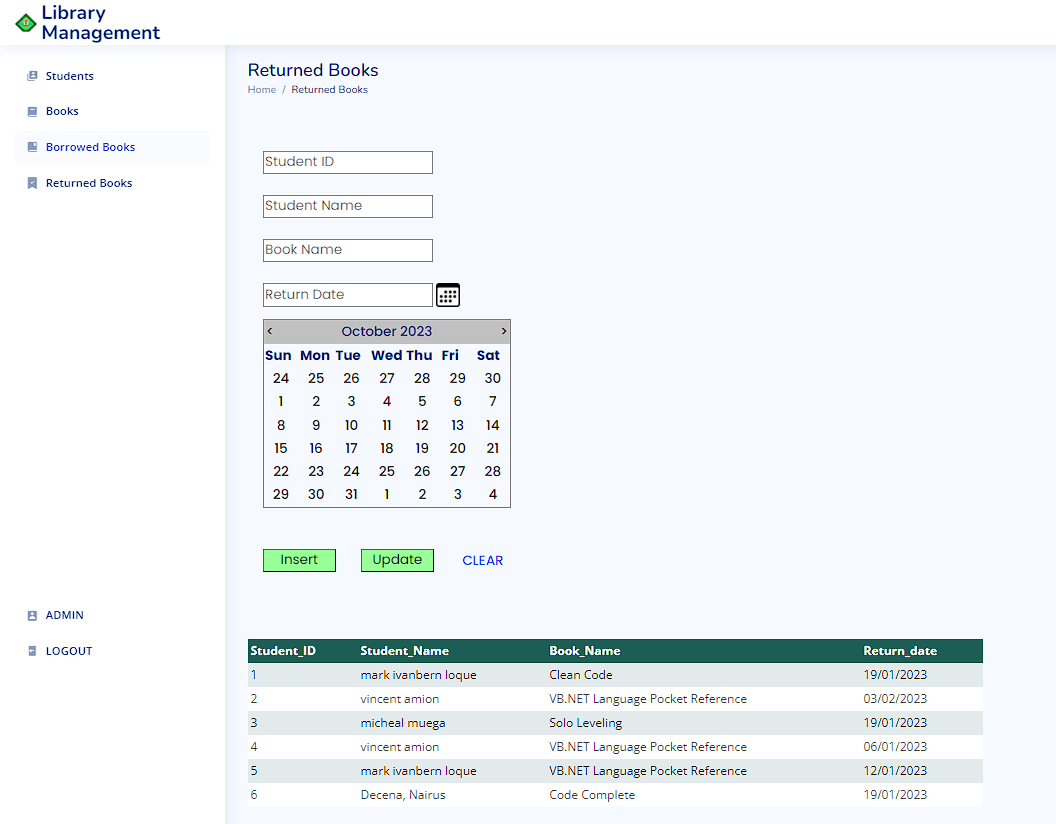 Library
Management
Students
Books
Borrowed Books
Returned Books
ADMIN
LOGOUT
Returned Books
Home / Returned Books
Student ID
Student Name
Book Name
Return Date
< October 2023 >
Sun Mon Tue Wed Thu Fri Sat
24 25 26 27 28 29 30
1 2 3 4 5 6 7
8 9 10 11 12 13 14
15 16 17 18 19 20 21
22 23 24 25 26 27 28
29 30 31 1 2 3 4
Insert Update CLEAR
Student_ID Student_Name Book_Name Return_date
1 mark ivanbern loque Clean Code 19/01/2023
2 vincent amion VB.NET Language Pocket Reference 03/02/2023
3 micheal muega Solo Leveling 19/01/2023
4 vincent amion VB.NET Language Pocket Reference 06/01/2023
5 mark ivanbern loque VB.NET Language Pocket Reference 12/01/2023
6 Decena, Nairus Code Complete 19/01/2023